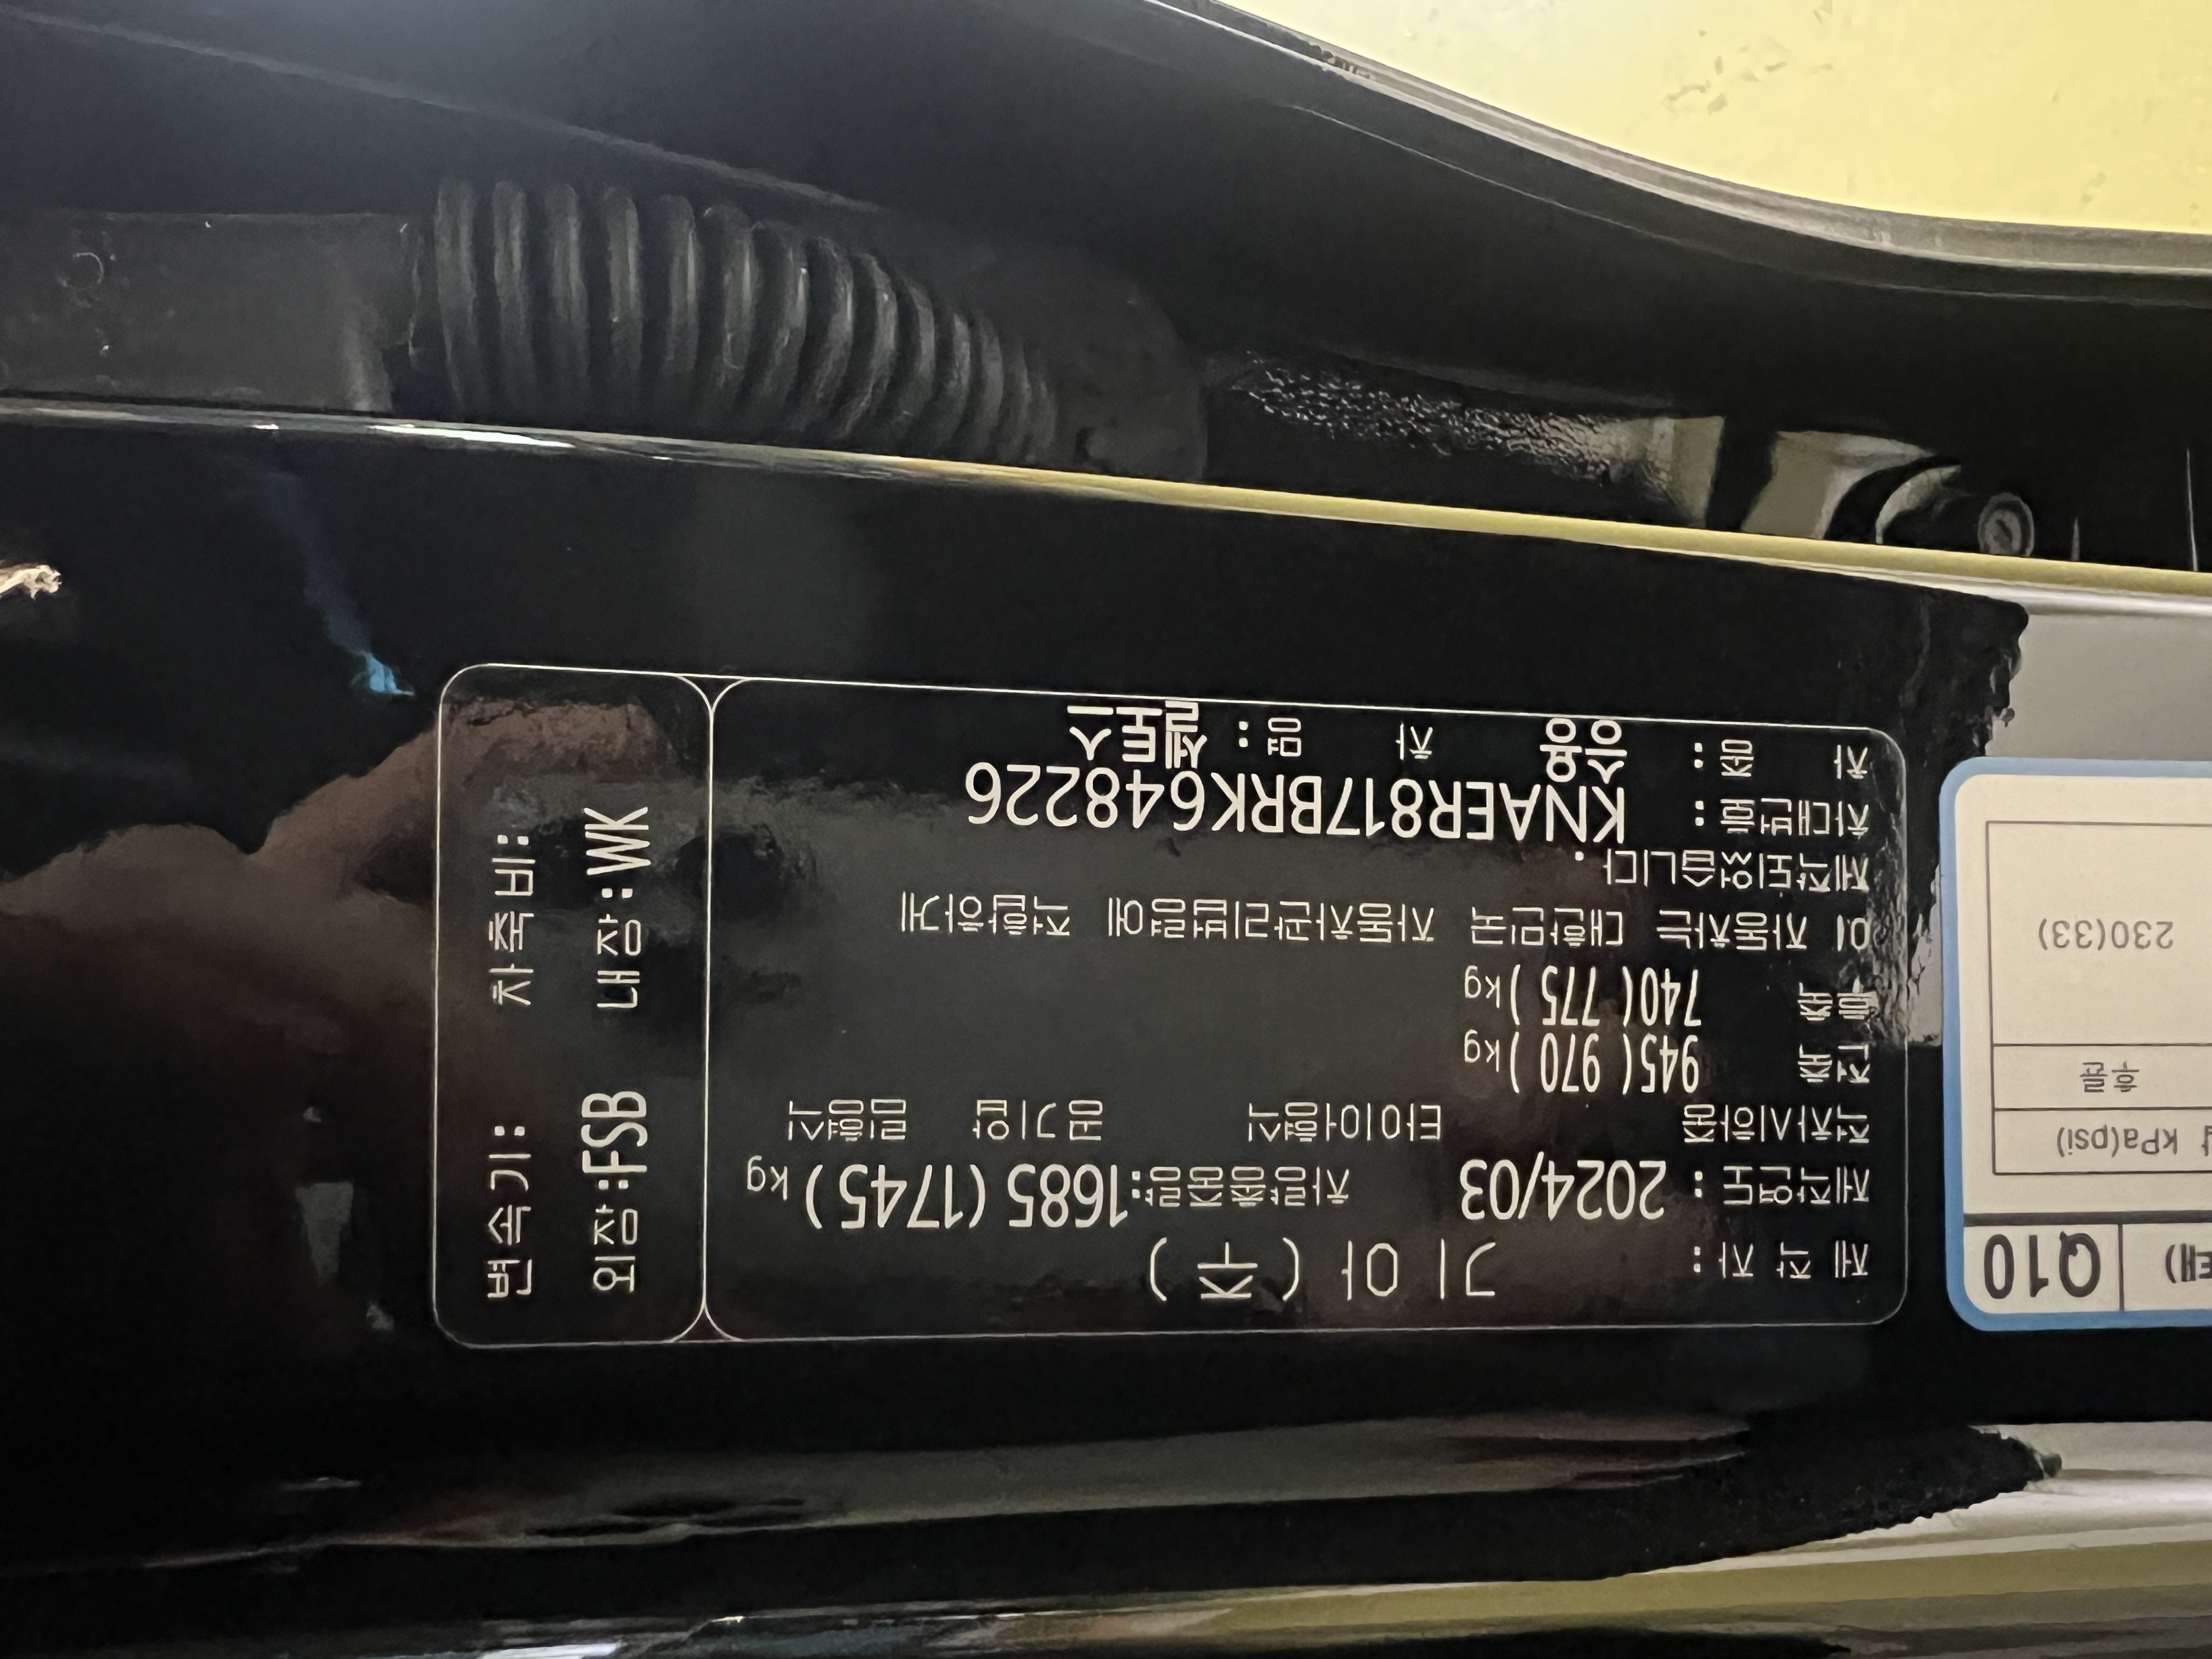 제 작 자: 기 아 ( 주 )
제작연도: 2024/03 차량총중량:1685 (1745) kg
적차시하중 타이어형식 공기압 림형식
전 축 945( 970 )kg
후 륜 740( 775 )kg
이 자동차는 대한민국 자동차관리법령에 적합하게
제작되었습니다.
차대번호: KNAER817BRK648226
차 종: 승용 차 명: 셀토스
변속기: 차축비:
외장:FSB 내장:WK
Q10
kPa(psi)
후륜
230(33)